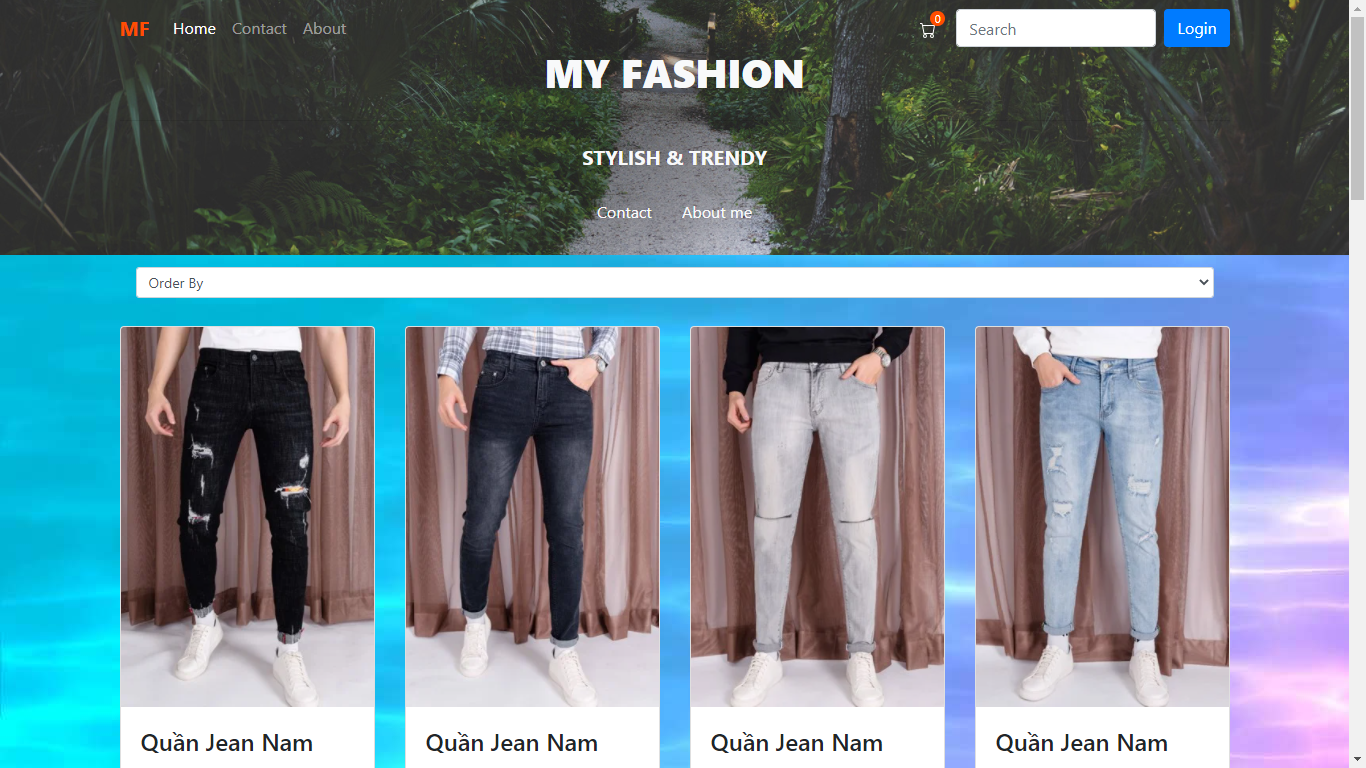 MF Home Contact About 0 Search Login
MY FASHION
STYLISH & TRENDY
Contact About me
Order By
Quần Jean Nam Quần Jean Nam Quần Jean Nam Quần Jean Nam